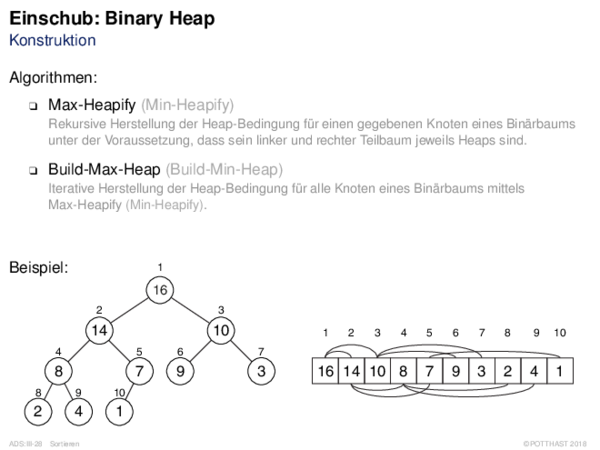 Einschub: Binary Heap
Konstruktion
Algorithmen:
❑ Max-Heapify (Min-Heapify)
Rekursive Herstellung der Heap-Bedingung für einen gegebenen Knoten eines Binärbaums
unter der Voraussetzung, dass sein linker und rechter Teilbaum jeweils Heaps sind.
❑ Build-Max-Heap (Build-Min-Heap)
Iterative Herstellung der Heap-Bedingung für alle Knoten eines Binärbaums mittels
Max-Heapify (Min-Heapify).
Beispiel:
1
16
2 3
14 10
4 5 6 7
8 7 9 3
8 9 10
2 4 1
1 2 3 4 5 6 7 8 9 10
16 14 10 8 7 9 3 2 4 1
ADS:III-28 Sortieren
©POTTHAST 2018